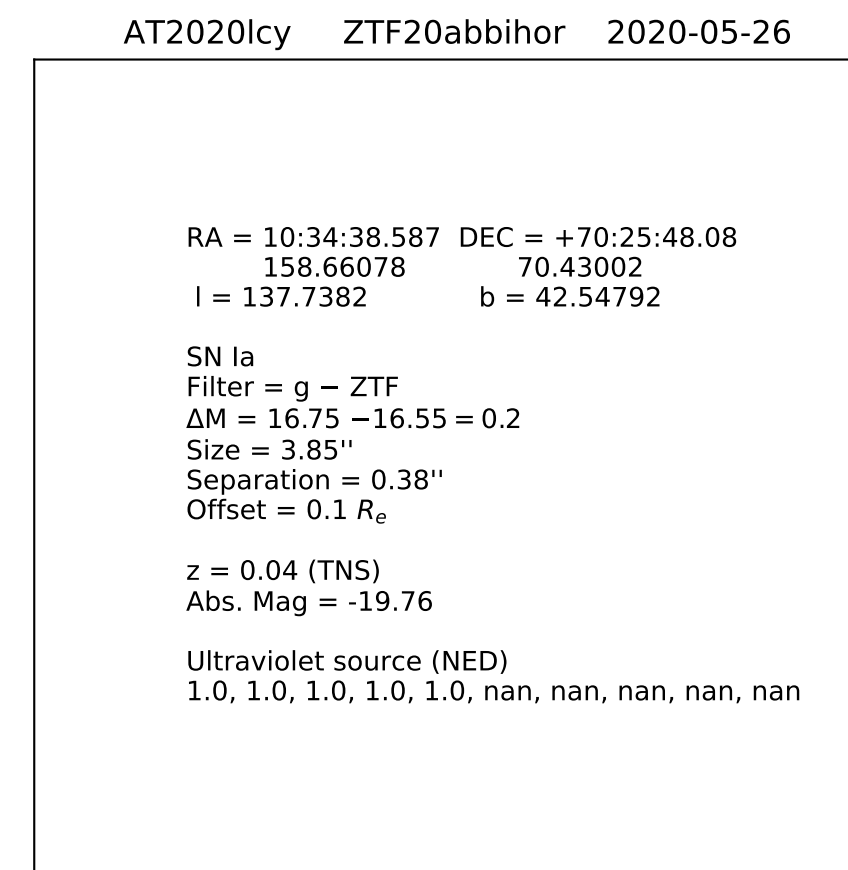 AT2020lcy ZTF20abbihor 2020-05-26
RA = 10:34:38.587 DEC = +70:25:48.08
158.66078 70.43002
l = 137.7382 b = 42.54792
SN Ia
Filter = g − ZTF
ΔM = 16.75 −16.55 = 0.2
Size = 3.85''
Separation = 0.38''
Offset = 0.1 Re
z = 0.04 (TNS)
Abs. Mag = -19.76
Ultraviolet source (NED)
1.0, 1.0, 1.0, 1.0, 1.0, nan, nan, nan, nan, nan